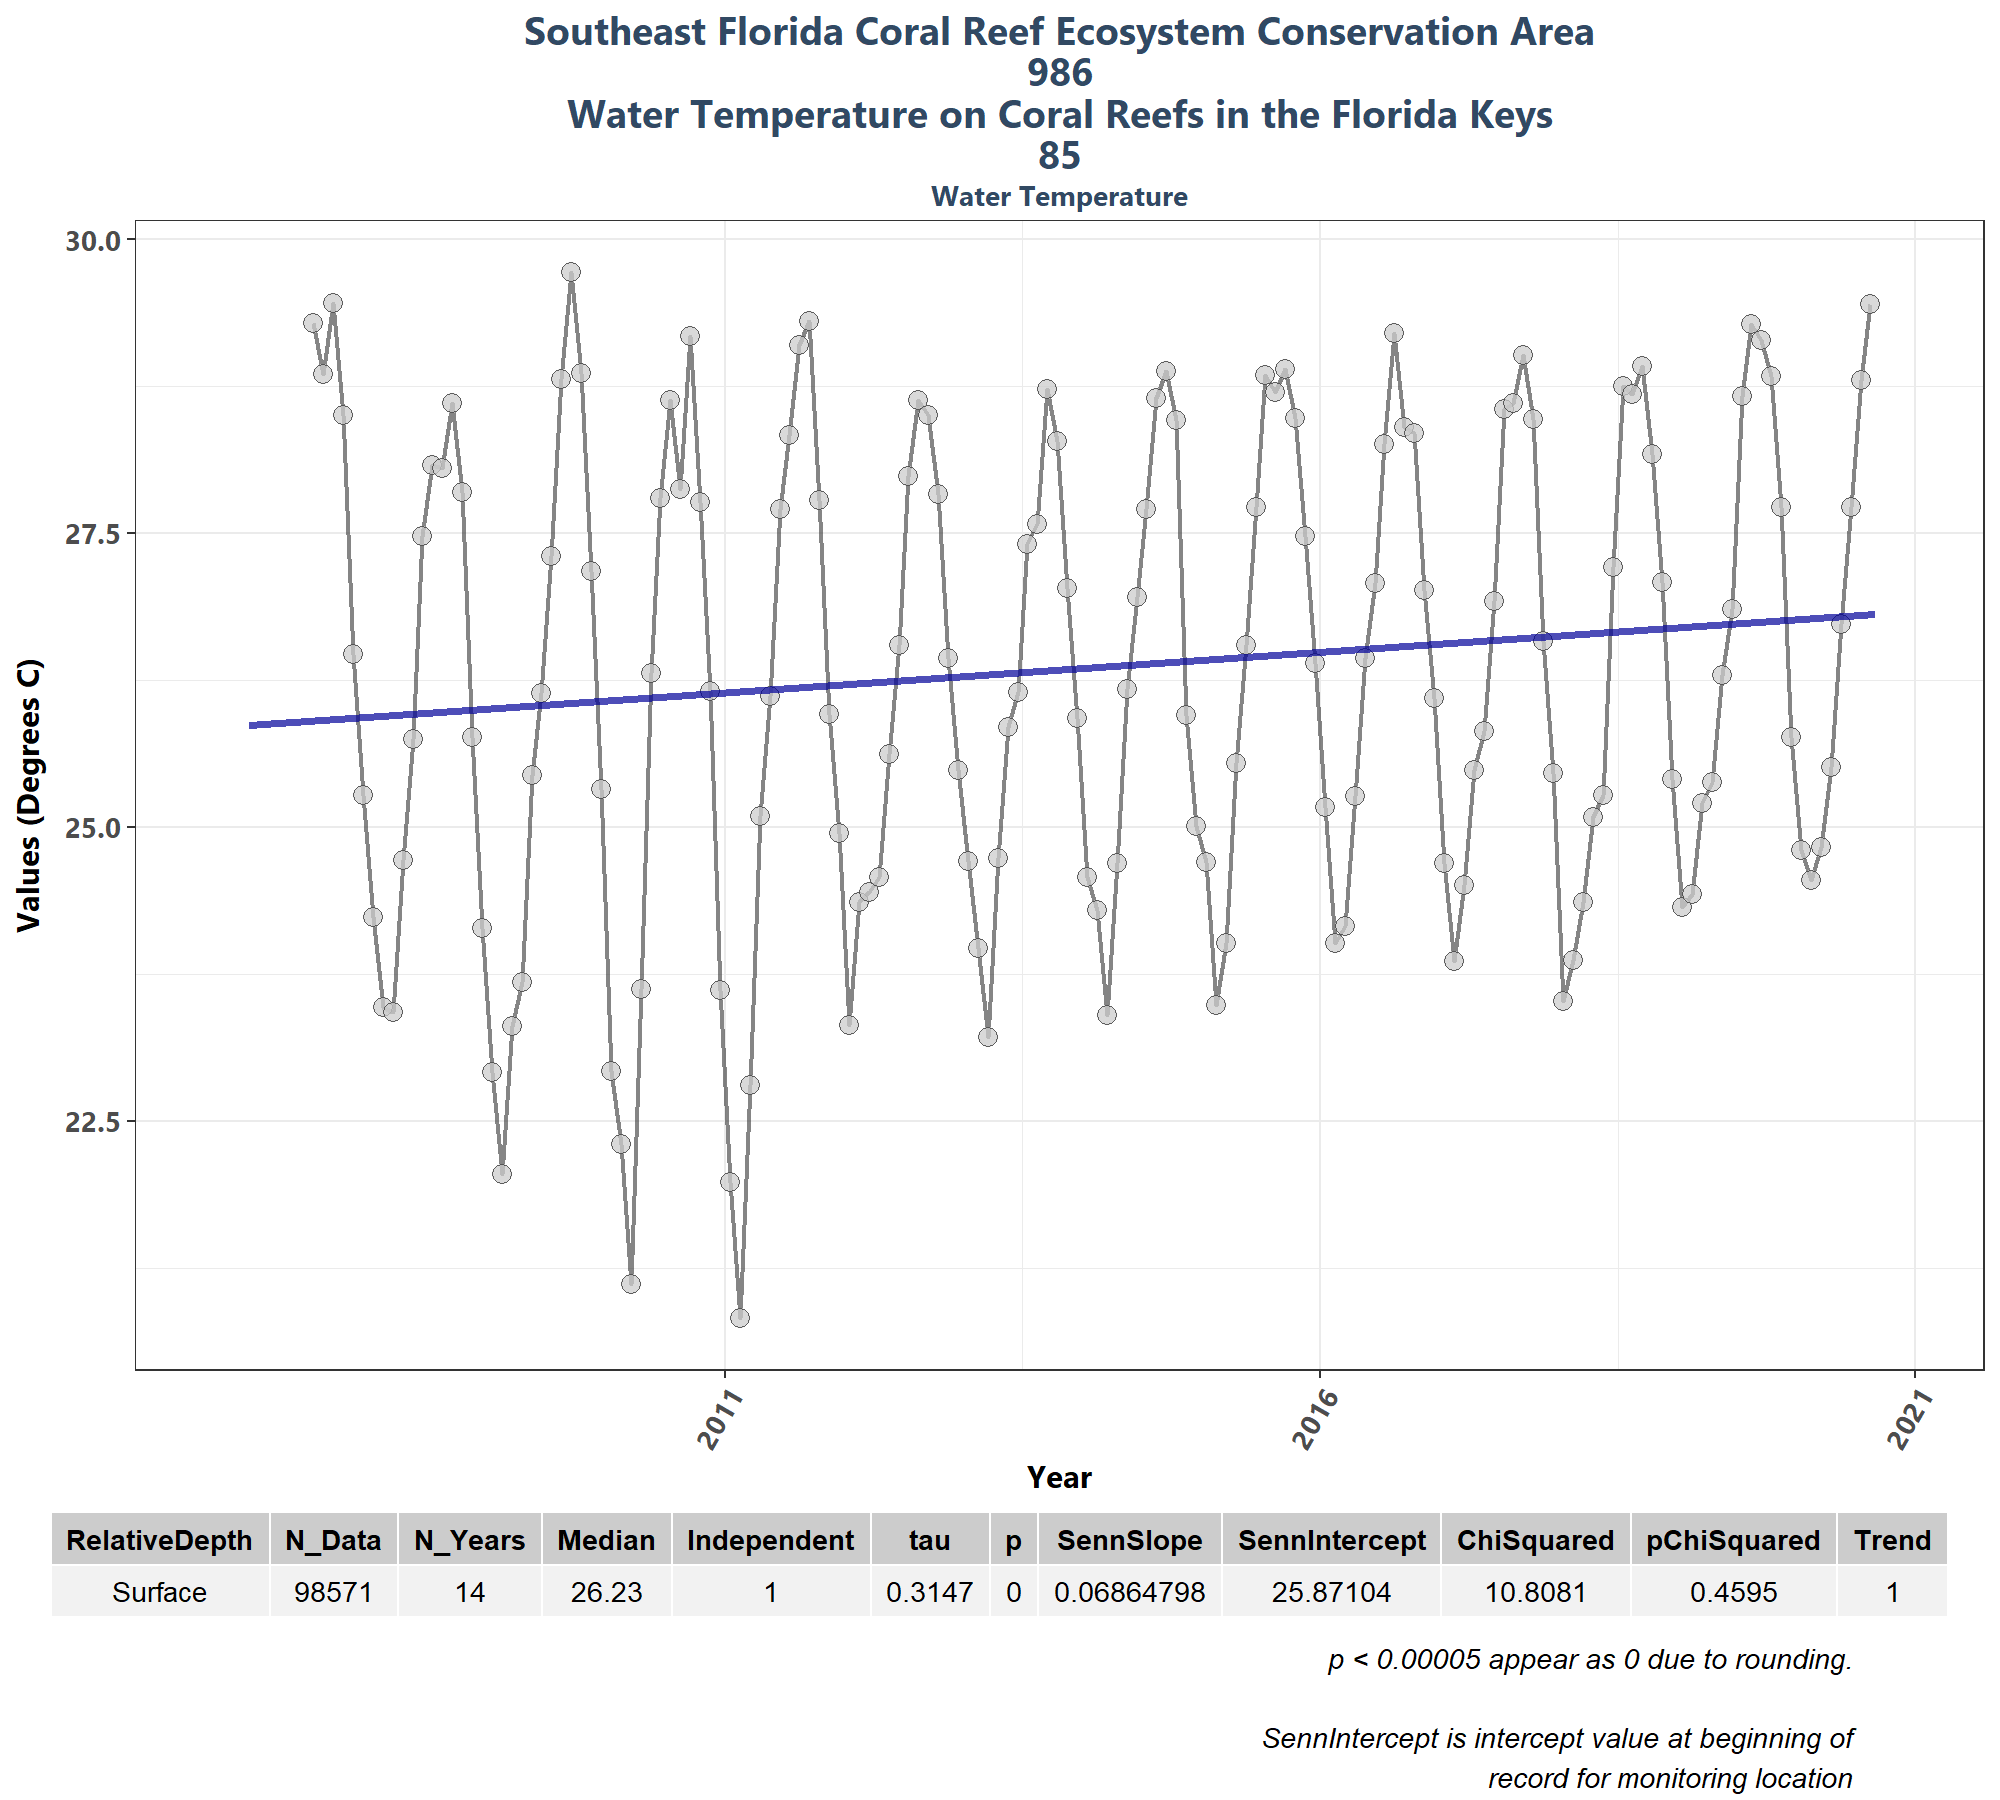 Southeast Florida Coral Reef Ecosystem Conservation Area
986
Water Temperature on Coral Reefs in the Florida Keys
85
Water Temperature
30.0
27.5
25.0
22.5
Values (Degrees C)
2011
2016
2021
Year
RelativeDepth N_Data N_Years Median Independent tau p SennSlope SennIntercept ChiSquared pChiSquared Trend
Surface 98571 14 26.23 1 0.3147 0 0.06864798 25.87104 10.8081 0.4595 1
p < 0.00005 appear as 0 due to rounding.
SennIntercept is intercept value at beginning of
record for monitoring location